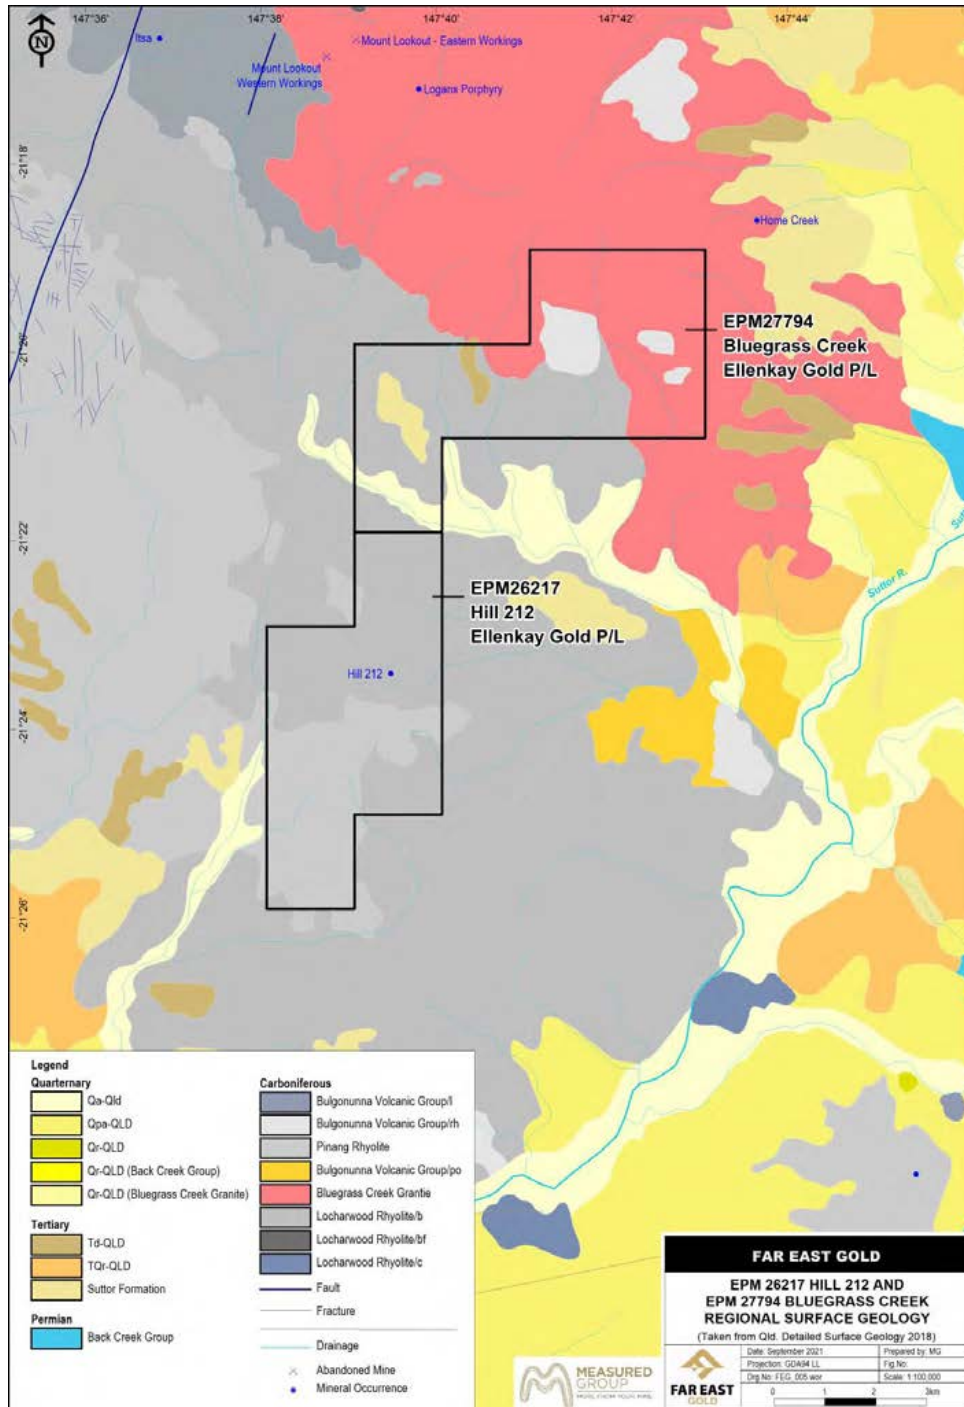 147°36'
147°38'
147°40'
147°42'
147°44'
N
Itsa
Mount Lookout - Eastern Workings
Mount Lookout
Western Workings
Logans Porphyry
-21°18'
Home Creek
-21°20'
EPM27794
Bluegrass Creek
Ellenkay Gold P/L
-21°22'
Suttor R.
EPM26217
Hill 212
Ellenkay Gold P/L
Hill 212
-21°24'
-21°26'
Legend
Quarternary
Qa-Qld
Qpa-QLD
Qr-QLD
Qr-QLD (Back Creek Group)
Qr-QLD (Bluegrass Creek Granite)
Tertiary
Td-QLD
TQr-QLD
Suttor Formation
Permian
Back Creek Group
Carboniferous
Bulgonunna Volcanic Group/l
Bulgonunna Volcanic Group/rh
Pinang Rhyolite
Bulgonunna Volcanic Group/po
Bluegrass Creek Grantie
Locharwood Rhyolite/b
Locharwood Rhyolite/bf
Locharwood Rhyolite/c
Fault
Fracture
Drainage
Abandoned Mine
Mineral Occurrence
MEASURED
GROUP
FAR EAST GOLD
EPM 26217 HILL 212 AND
EPM 27794 BLUEGRASS CREEK
REGIONAL SURFACE GEOLOGY
(Taken from Qld. Detailed Surface Geology 2018)
FAR EAST
GOLD
Date: September 2021
Prepared by: MG
Projection: GDA94 LL
Fig No:
Drg No: FEG_005.wor
Scale: 1:100,000
0 1 2 3km